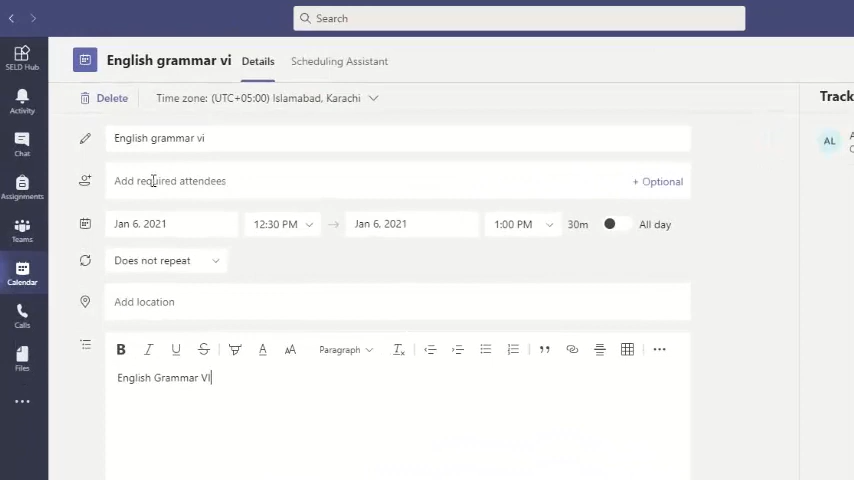 Search
SELD Hub
Activity
Chat
Assignments
Teams
Calendar
Calls
Files
English grammar vi Details Scheduling Assistant
Delete Time zone: (UTC+05:00) Islamabad, Karachi
English grammar vi
Add required attendees + Optional
Jan 6, 2021 12:30 PM Jan 6, 2021 1:00 PM 30m All day
Does not repeat
Add location
Paragraph
English Grammar VI
Track
AL